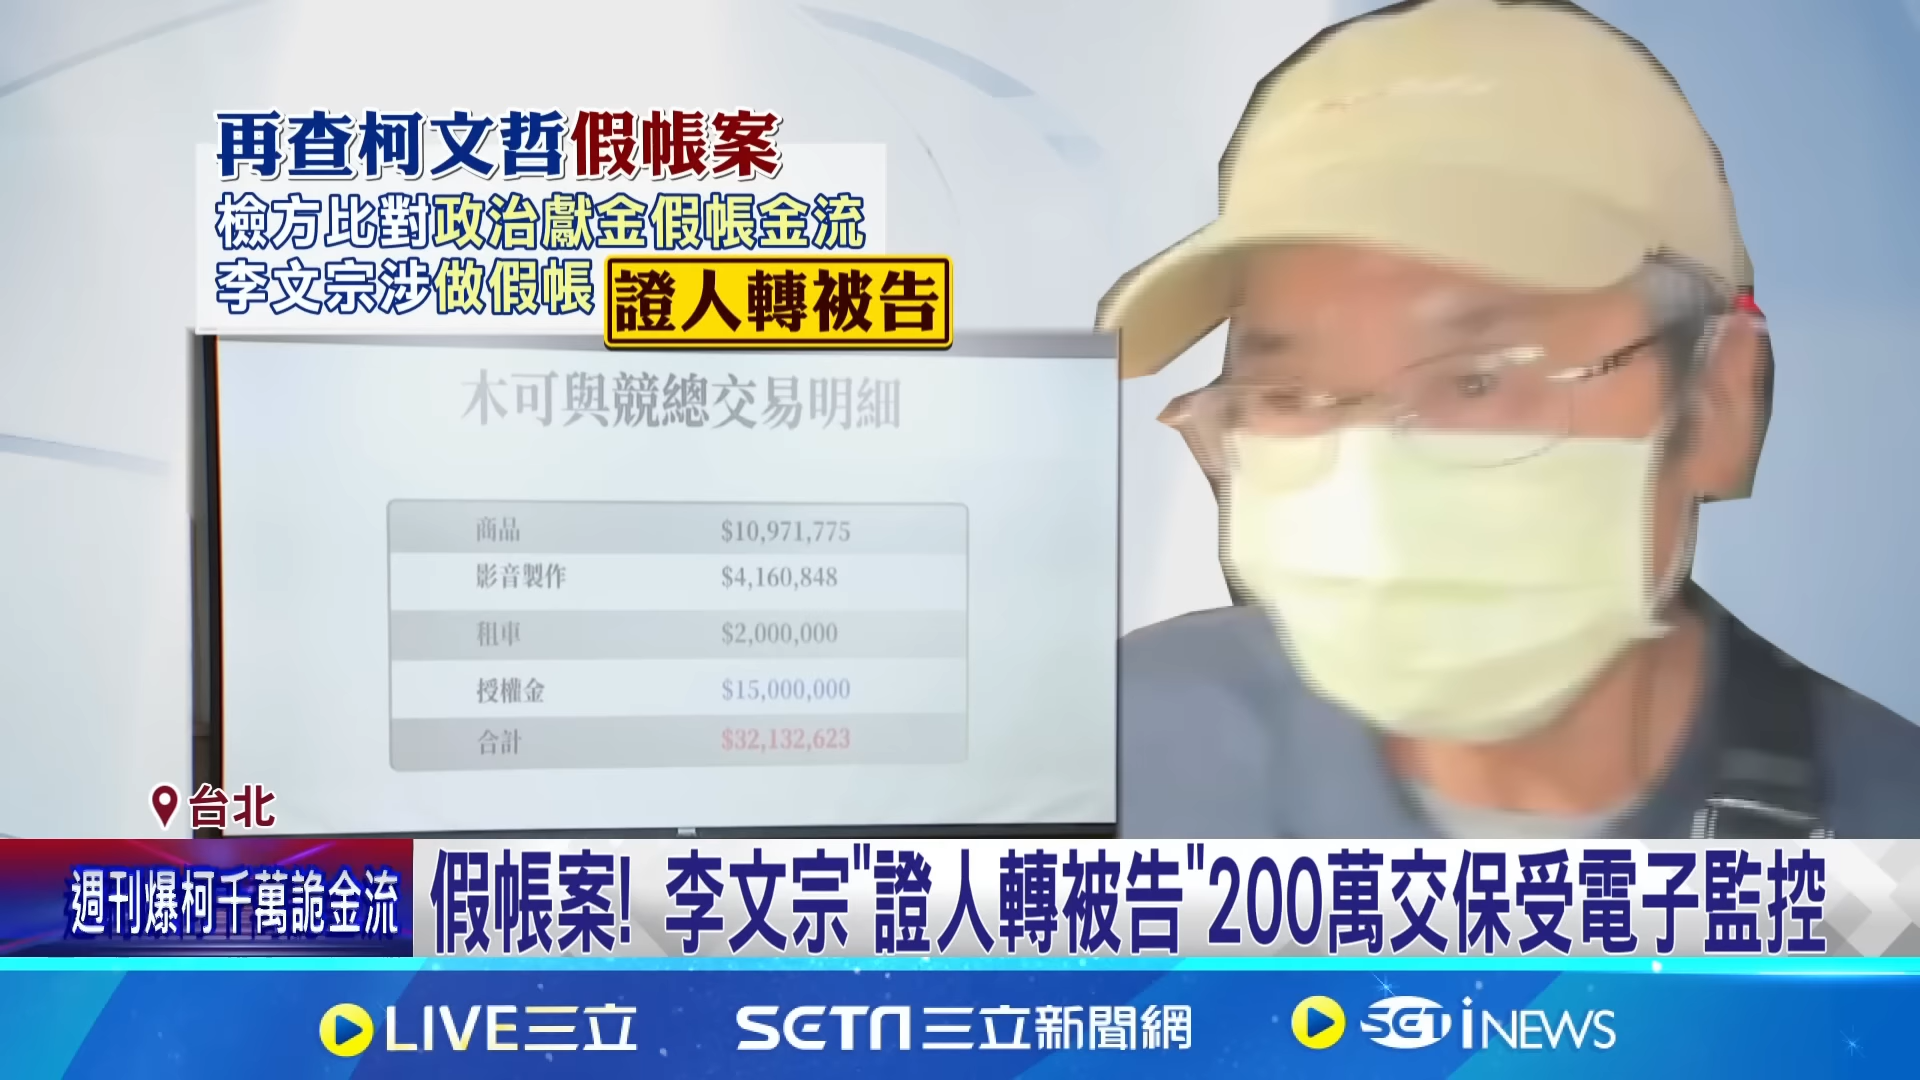 再查柯文哲假帳案
檢方比對政治獻金假帳金流
李文宗涉做假帳 證人轉被告
木可與競總交易明細
商品 $10,971,775
影音製作 $4,160,848
租車 $2,000,000
授權金 $15,000,000
合計 $32,132,623
台北
週刊爆柯千萬詭金流
假帳案! 李文宗"證人轉被告"200萬交保受電子監控
LIVE三立
SETN三立新聞網
SETiNEWS